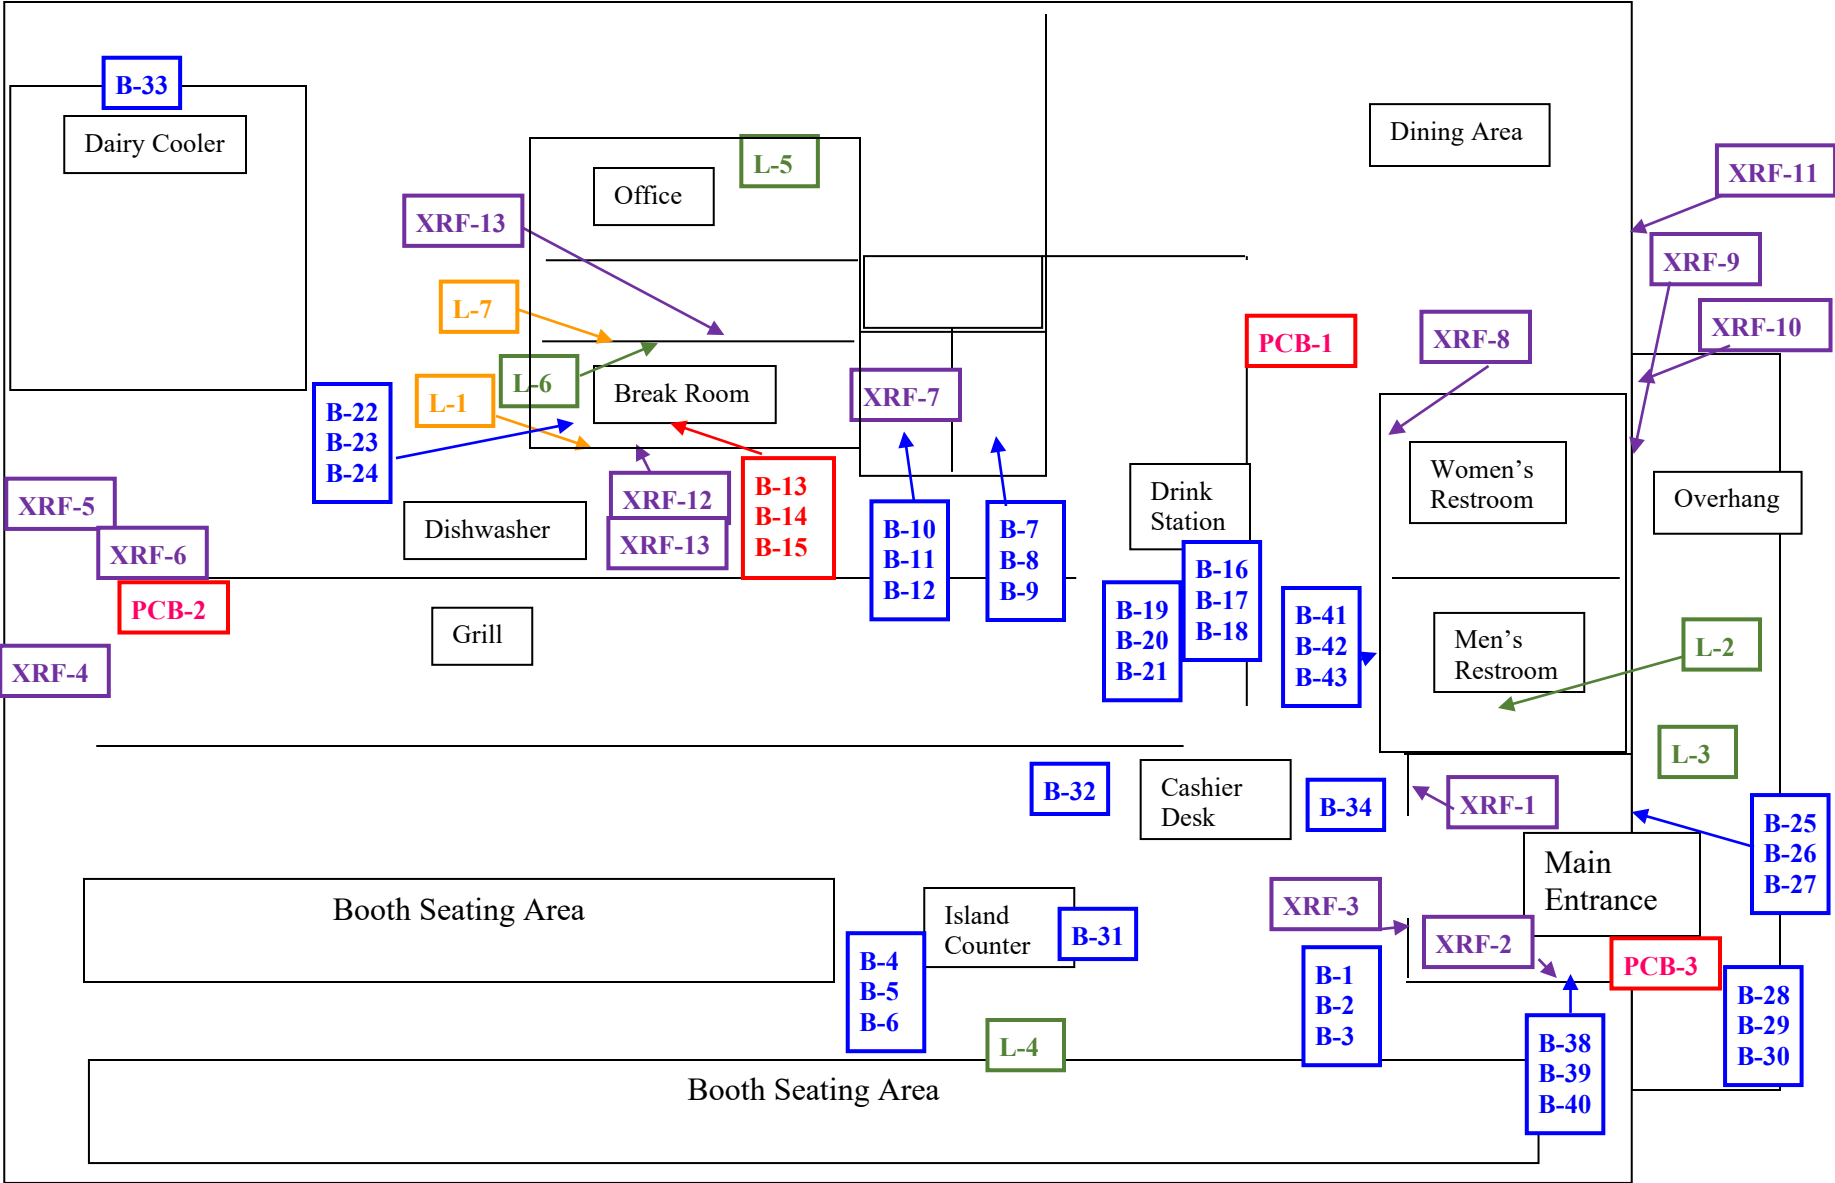 B-33
Dairy Cooler
Dining Area
L-5
XRF-11
Office
XRF-13
XRF-9
L-7
XRF-10
PCB-1
XRF-8
L-6
Break Room
XRF-7
L-1
B-22
B-23
B-24
Women's
Restroom
Overhang
XRF-5
XRF-12
B-13
B-14
B-15
Drink
Station
Dishwasher
XRF-13
B-10
B-11
B-12
B-7
B-8
B-9
XRF-6
B-16
B-17
B-18
PCB-2
Grill
B-19
B-20
B-21
B-41
B-42
B-43
Men's
Restroom
L-2
XRF-4
L-3
B-32
Cashier
Desk
B-34
XRF-1
B-25
B-26
B-27
Main
Entrance
Booth Seating Area
Island
Counter
B-31
XRF-3
XRF-2
B-4
B-5
B-6
B-1
B-2
B-3
PCB-3
B-28
B-29
B-30
L-4
B-38
B-39
B-40
Booth Seating Area